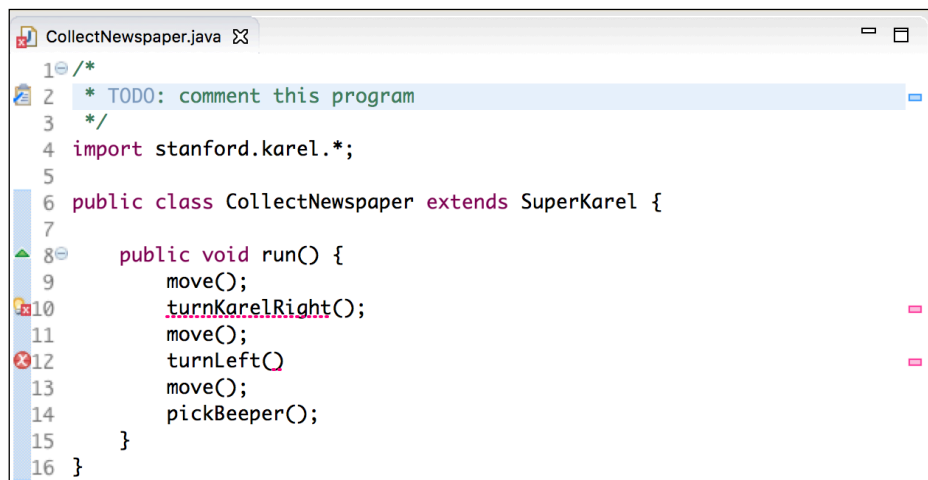 CollectNewspaper.java
1 /*
2  * TODO: comment this program
3  */
4 import stanford.karel.*;
5
6 public class CollectNewspaper extends SuperKarel {
7
8     public void run() {
9         move();
10         turnKarelRight();
11         move();
12         turnLeft()
13         move();
14         pickBeeper();
15     }
16 }